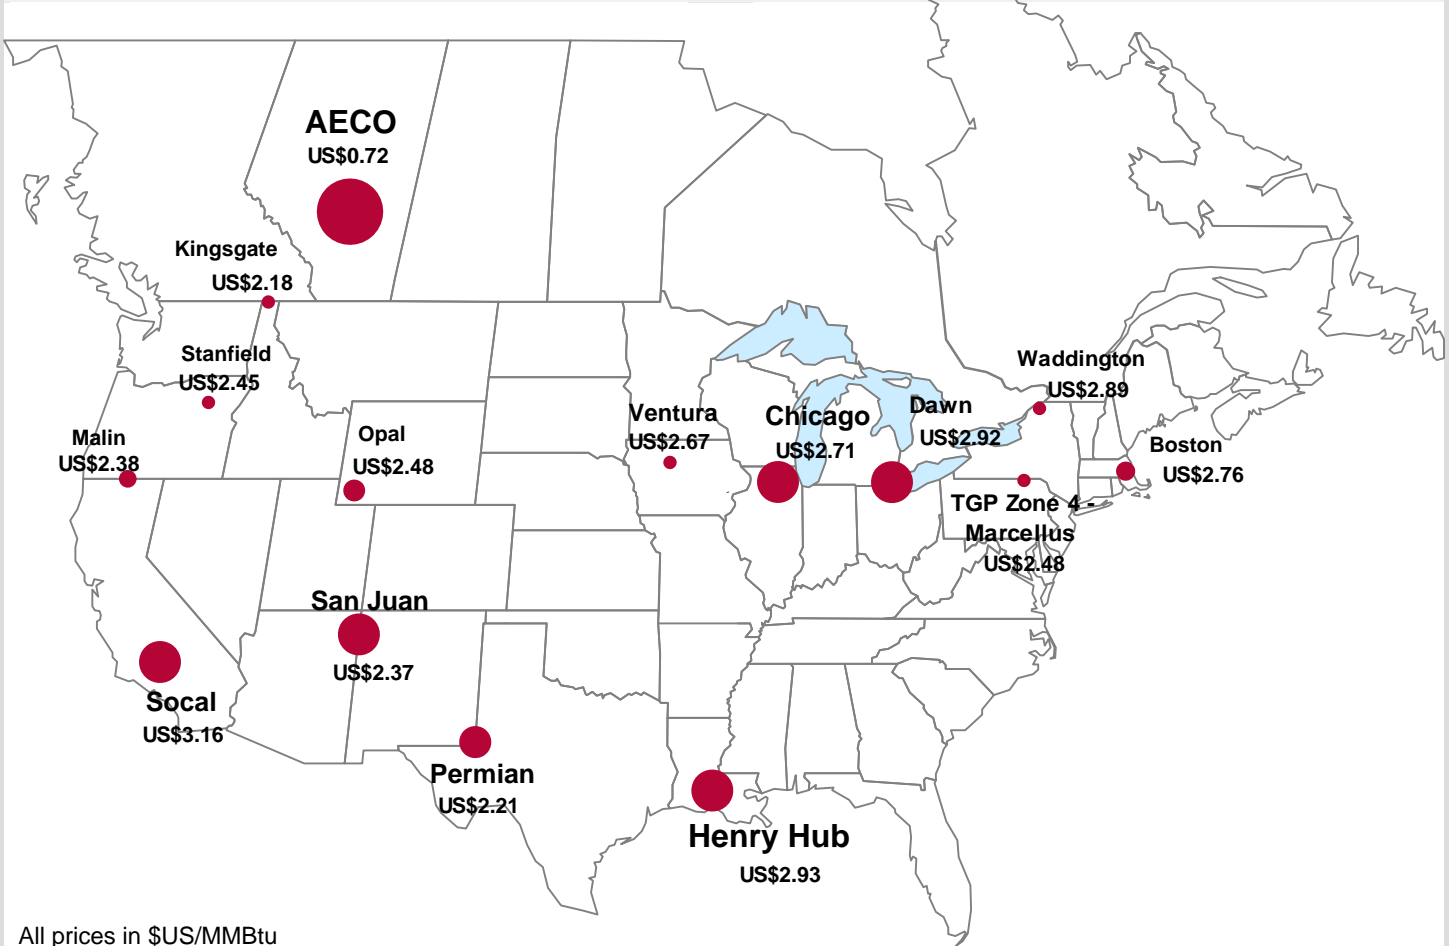 AECO
US$0.72
Kingsgate
US$2.18
Stanfield
US$2.45
Malin
US$2.38
Opal
US$2.48
Ventura
US$2.67
Chicago
US$2.71
Dawn
US$2.92
Waddington
US$2.89
Boston
US$2.76
TGP Zone 4 -
Marcellus
US$2.48
San Juan
US$2.37
Socal
US$3.16
Permian
US$2.21
Henry Hub
US$2.93
All prices in $US/MMBtu